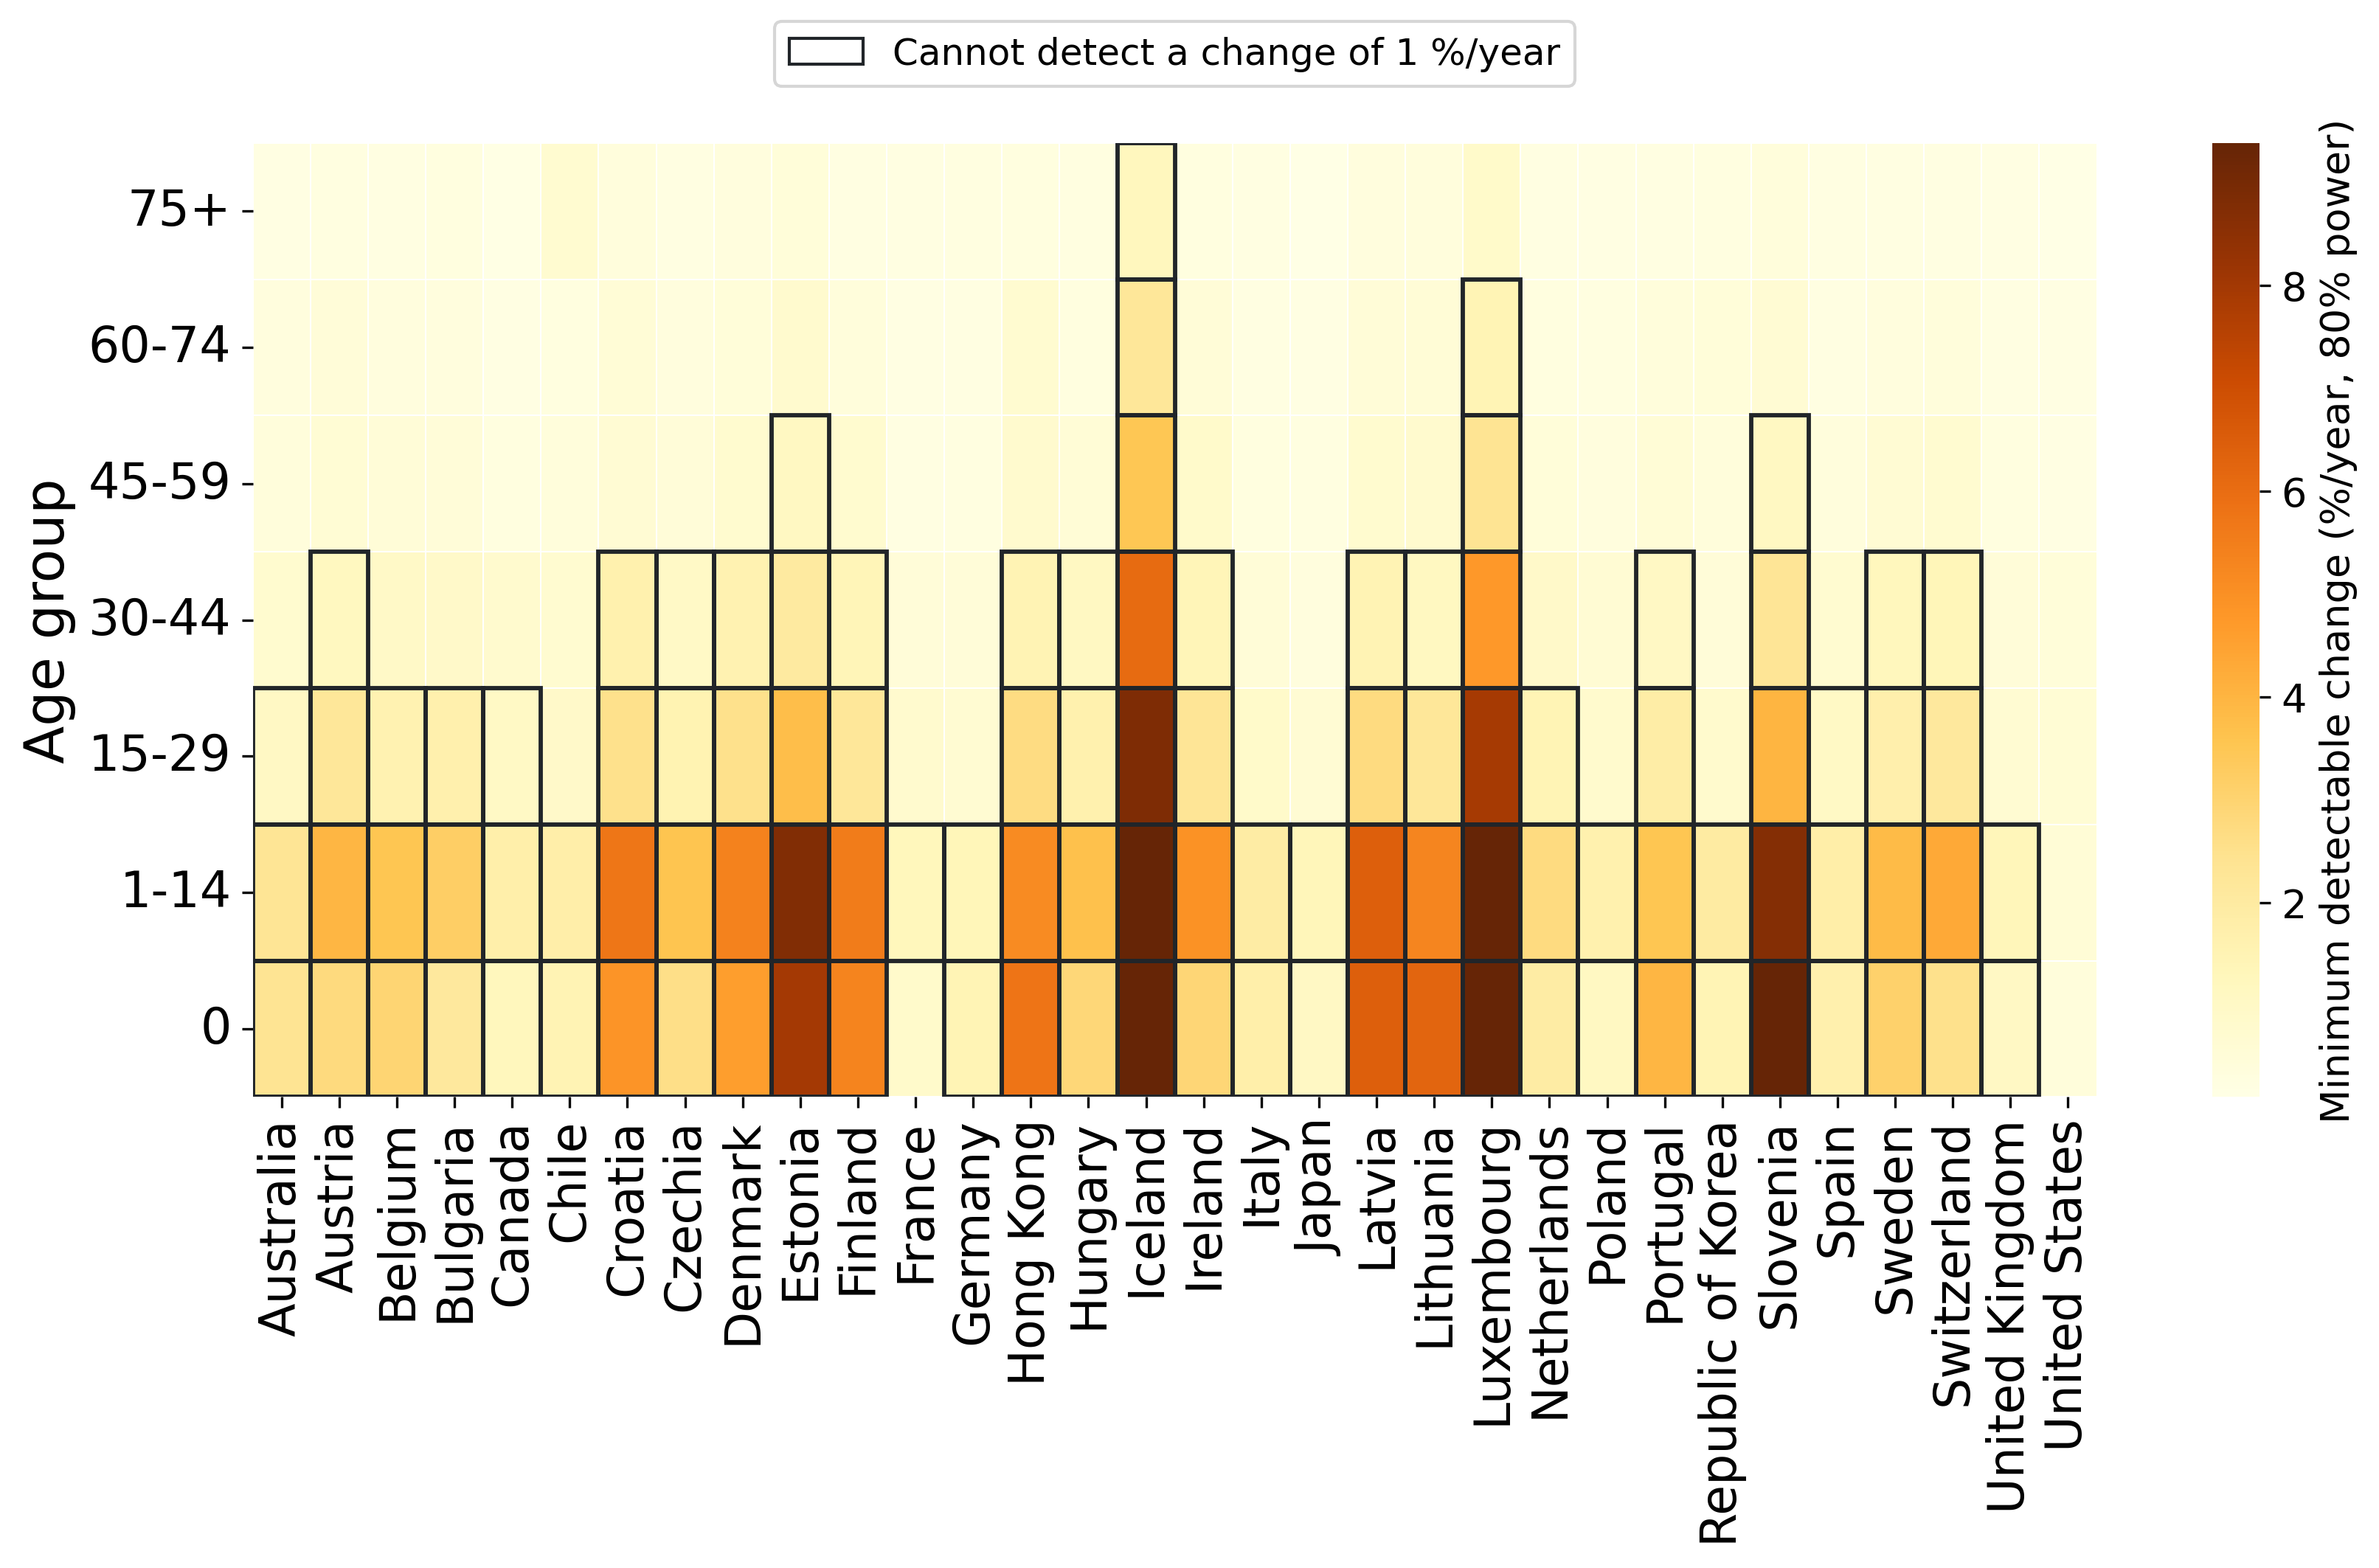 Cannot detect a change of 1 %/year
Age group
75+
60-74
45-59
30-44
15-29
1-14
0
Australia
Austria
Belgium
Bulgaria
Canada
Chile
Croatia
Czechia
Denmark
Estonia
Finland
France
Germany
Hong Kong
Hungary
Iceland
Ireland
Italy
Japan
Latvia
Lithuania
Luxembourg
Netherlands
Poland
Portugal
Republic of Korea
Slovenia
Spain
Sweden
Switzerland
United Kingdom
United States
8
6
4
2
Minimum detectable change (%/year, 80% power)